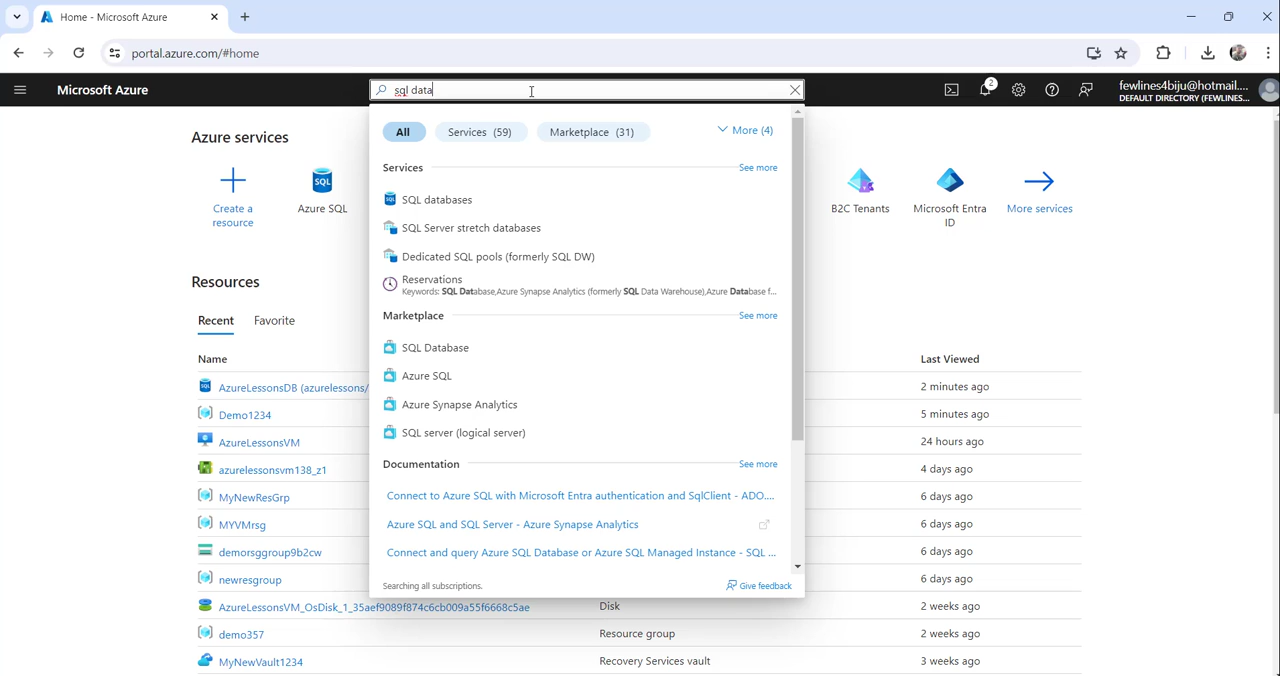 Home - Microsoft Azure
portal.azure.com/#home
Microsoft Azure
sql data
2
fewlines4biju@hotmail....
DEFAULT DIRECTORY (FEWLINES...
Azure services
Create a
resource
SQL
Azure SQL
B2C Tenants
Microsoft Entra
ID
More services
All
Services (59)
Marketplace (31)
More (4)
Services
See more
SQL databases
SQL Server stretch databases
Dedicated SQL pools (formerly SQL DW)
Reservations
Keywords: SQL Database,Azure Synapse Analytics (formerly SQL Data Warehouse),Azure Database f...
Marketplace
See more
SQL Database
Azure SQL
Azure Synapse Analytics
SQL server (logical server)
Documentation
See more
Connect to Azure SQL with Microsoft Entra authentication and SqlClient - ADO....
Azure SQL and SQL Server - Azure Synapse Analytics
Connect and query Azure SQL Database or Azure SQL Managed Instance - SQL ...
Searching all subscriptions.
Give feedback
Resources
Recent
Favorite
Name
Last Viewed
AzureLessonsDB (azurelessons/
2 minutes ago
Demo1234
5 minutes ago
AzureLessonsVM
24 hours ago
azurelessonsvm138_z1
4 days ago
MyNewResGrp
6 days ago
MYVMrsg
6 days ago
demorsggroup9b2cw
6 days ago
newresgroup
6 days ago
AzureLessonsVM_OsDisk_1_35aef9089f874c6cb009a55f6668c5ae
Disk
2 weeks ago
demo357
Resource group
2 weeks ago
MyNewVault1234
Recovery Services vault
3 weeks ago